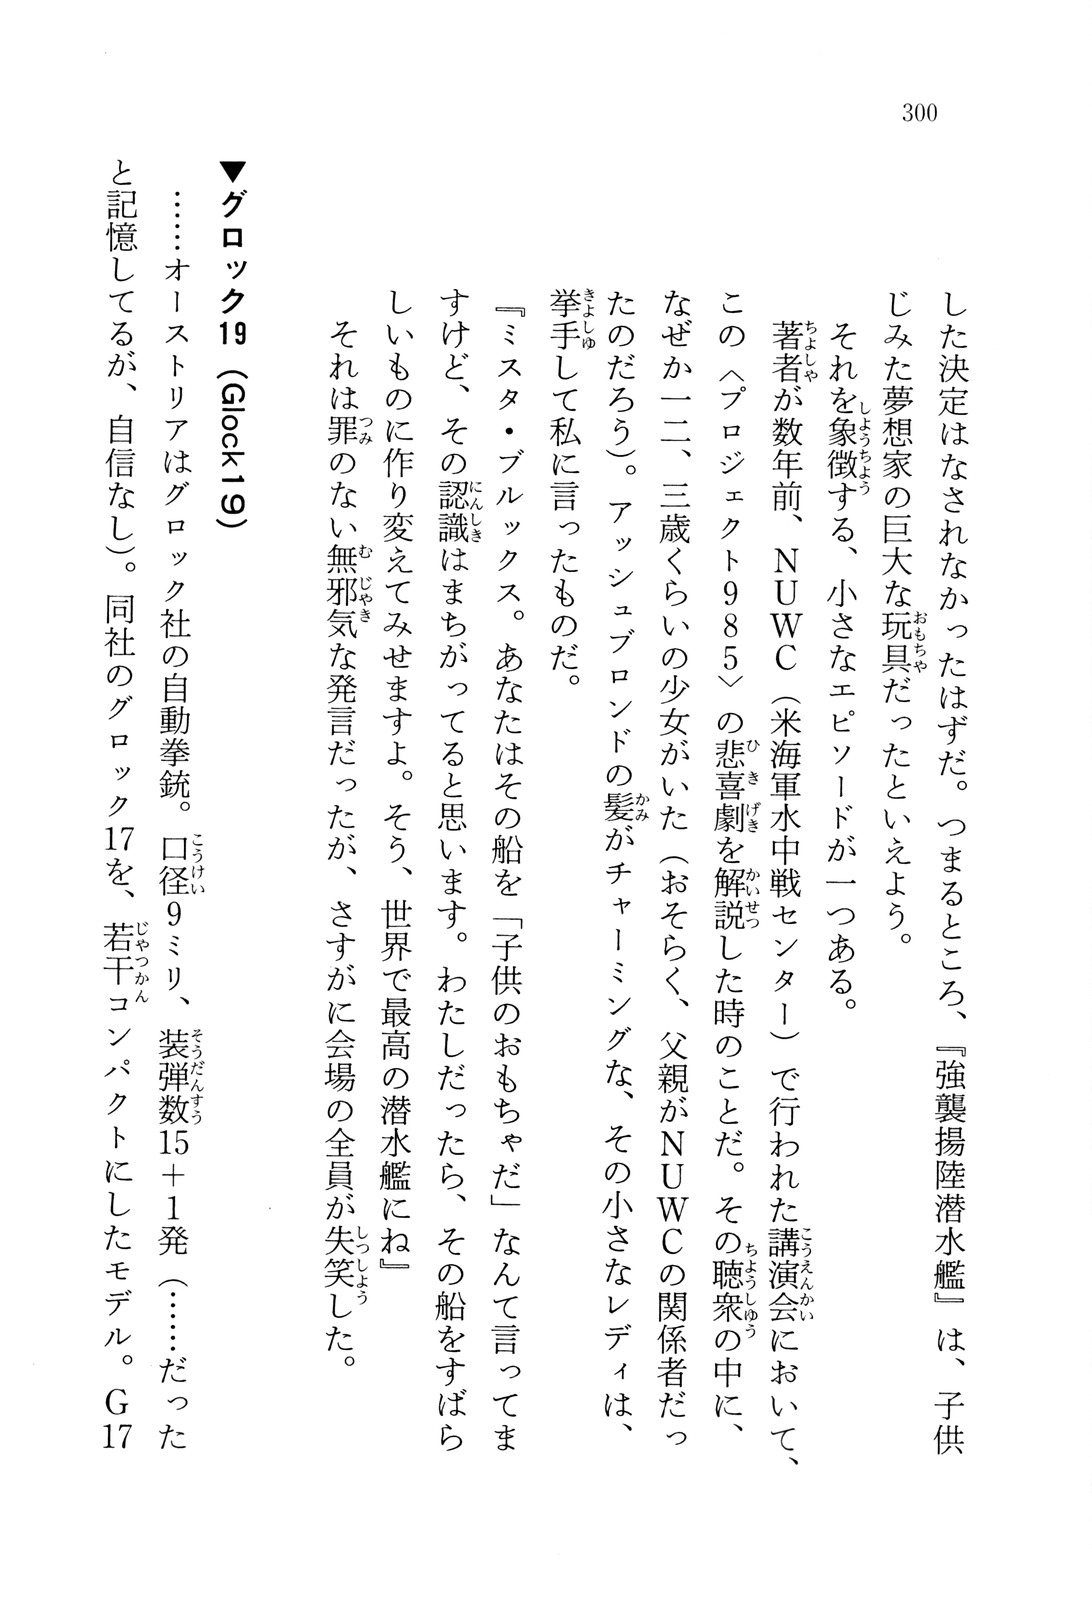 300
した決定はなされなかったはずだ。つまるところ、『強襲揚陸潜水艦』は、子供
じみた夢想家の巨大な玩具だったといえよう。
それを象徴する、小さなエピソードが一つある。
著者が数年前、NUWC（米海軍水中戦センター）で行われた講演会において、
この〈プロジェクト985〉の悲喜劇を解説した時のことだ。その聴衆の中に、
なぜか一二、三歳くらいの少女がいた（おそらく、父親がNUWCの関係者だっ
たのだろう）。アッシュブロンドの髪がチャーミングな、その小さなレディは、
挙手して私に言ったものだ。
『ミスタ・ブルックス。あなたはその船を「子供のおもちゃだ」なんて言ってま
すけど、その認識はまちがってると思います。わたしだったら、その船をすばら
しいものに作り変えてみせますよ。そう、世界で最高の潜水艦にね』
それは罪のない無邪気な発言だったが、さすがに会場の全員が失笑した。
▼グロック19（Glock19）
……オーストリアはグロック社の自動拳銃。口径9ミリ、装弾数15＋1発（……だった
と記憶してるが、自信なし）。同社のグロック17を、若干コンパクトにしたモデル。G17